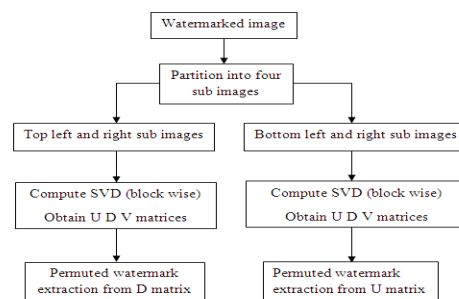 Watermarked image
Partition into four
sub images
Top left and right sub images
Bottom left and right sub images
Compute SVD (block wise)
Obtain U D V matrices
Compute SVD (block wise)
Obtain U D V matrices
Permuted watermark
extraction from D matrix
Permuted watermark
extraction from U matrix